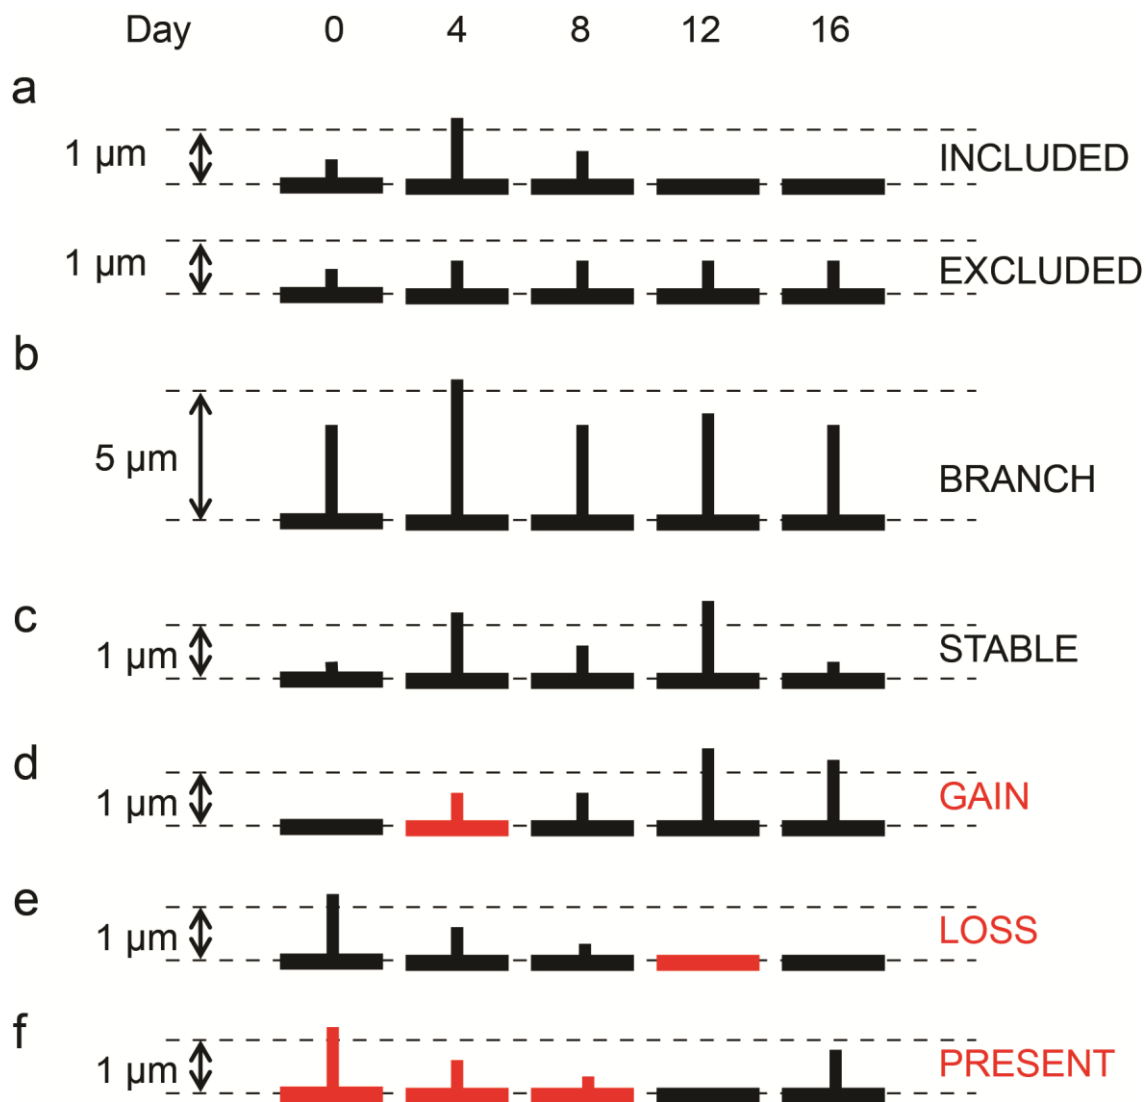 Day 0 4 8 12 16
a
1 µm INCLUDED
1 µm EXCLUDED
b
5 µm BRANCH
c
1 µm STABLE
d
1 µm GAIN
e
1 µm LOSS
f
1 µm PRESENT